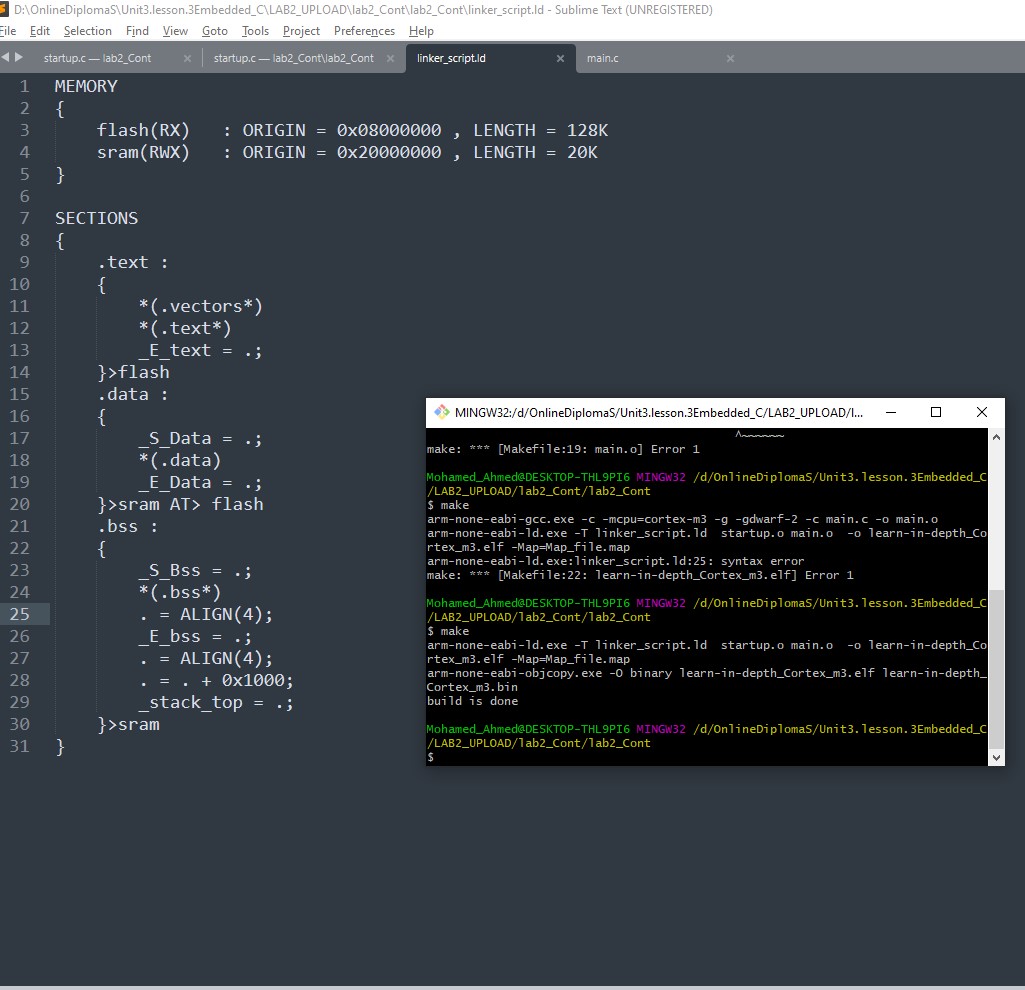 D:\OnlineDiplomaS\Unit3.lesson.3Embedded_C\LAB2_UPLOAD\lab2_Cont\lab2_Cont\linker_script.ld - Sublime Text (UNREGISTERED)
File Edit Selection Find View Goto Tools Project Preferences Help
startup.c — lab2_Cont × startup.c — lab2_Cont\lab2_Cont × linker_script.ld × main.c ×
1 MEMORY
2 {
3 flash(RX) : ORIGIN = 0x08000000 , LENGTH = 128K
4 sram(RWX) : ORIGIN = 0x20000000 , LENGTH = 20K
5 }
6
7 SECTIONS
8 {
9 .text :
10 {
11 *(.vectors*)
12 *(.text*)
13 _E_text = .;
14 }>flash
15 .data :
16 {
17 _S_Data = .;
18 *(.data)
19 _E_Data = .;
20 }>sram AT> flash
21 .bss :
22 {
23 _S_Bss = .;
24 *(.bss*)
25 . = ALIGN(4);
26 _E_bss = .;
27 . = ALIGN(4);
28 . = . + 0x1000;
29 _stack_top = .;
30 }>sram
31 }
MINGW32:/d/OnlineDiplomaS/Unit3.lesson.3Embedded_C/LAB2_UPLOAD/l...
^~~~~~~
make: *** [Makefile:19: main.o] Error 1
Mohamed_Ahmed@DESKTOP-THL9PI6 MINGW32 /d/OnlineDiplomaS/Unit3.lesson.3Embedded_C
/LAB2_UPLOAD/lab2_Cont/lab2_Cont
$ make
arm-none-eabi-gcc.exe -c -mcpu=cortex-m3 -g -gdwarf-2 -c main.c -o main.o
arm-none-eabi-ld.exe -T linker_script.ld startup.o main.o -o learn-in-depth_Co
rtex_m3.elf -Map=Map_file.map
arm-none-eabi-ld.exe:linker_script.ld:25: syntax error
make: *** [Makefile:22: learn-in-depth_Cortex_m3.elf] Error 1
Mohamed_Ahmed@DESKTOP-THL9PI6 MINGW32 /d/OnlineDiplomaS/Unit3.lesson.3Embedded_C
/LAB2_UPLOAD/lab2_Cont/lab2_Cont
$ make
arm-none-eabi-ld.exe -T linker_script.ld startup.o main.o -o learn-in-depth_Co
rtex_m3.elf -Map=Map_file.map
arm-none-eabi-objcopy.exe -O binary learn-in-depth_Cortex_m3.elf learn-in-depth_
Cortex_m3.bin
build is done
Mohamed_Ahmed@DESKTOP-THL9PI6 MINGW32 /d/OnlineDiplomaS/Unit3.lesson.3Embedded_C
/LAB2_UPLOAD/lab2_Cont/lab2_Cont
$